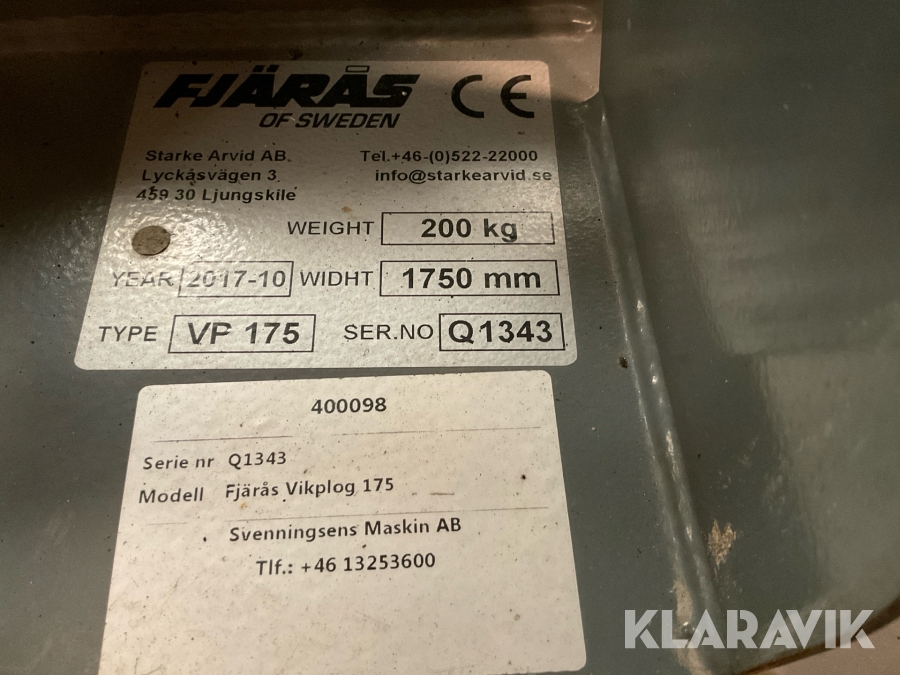 FJÄRÅS CE
OF SWEDEN
Starke Arvid AB. Tel.+46-(0)522-22000
Lyckåsvägen 3 info@starkearvid.se
459 30 Ljungskile
WEIGHT 200 kg
YEAR 2017-10 WIDHT 1750 mm
TYPE VP 175 SER.NO Q1343
400098
Serie nr Q1343
Modell Fjärås Vikplog 175
Svenningsens Maskin AB
Tlf.: +46 13253600
KLARAVIK